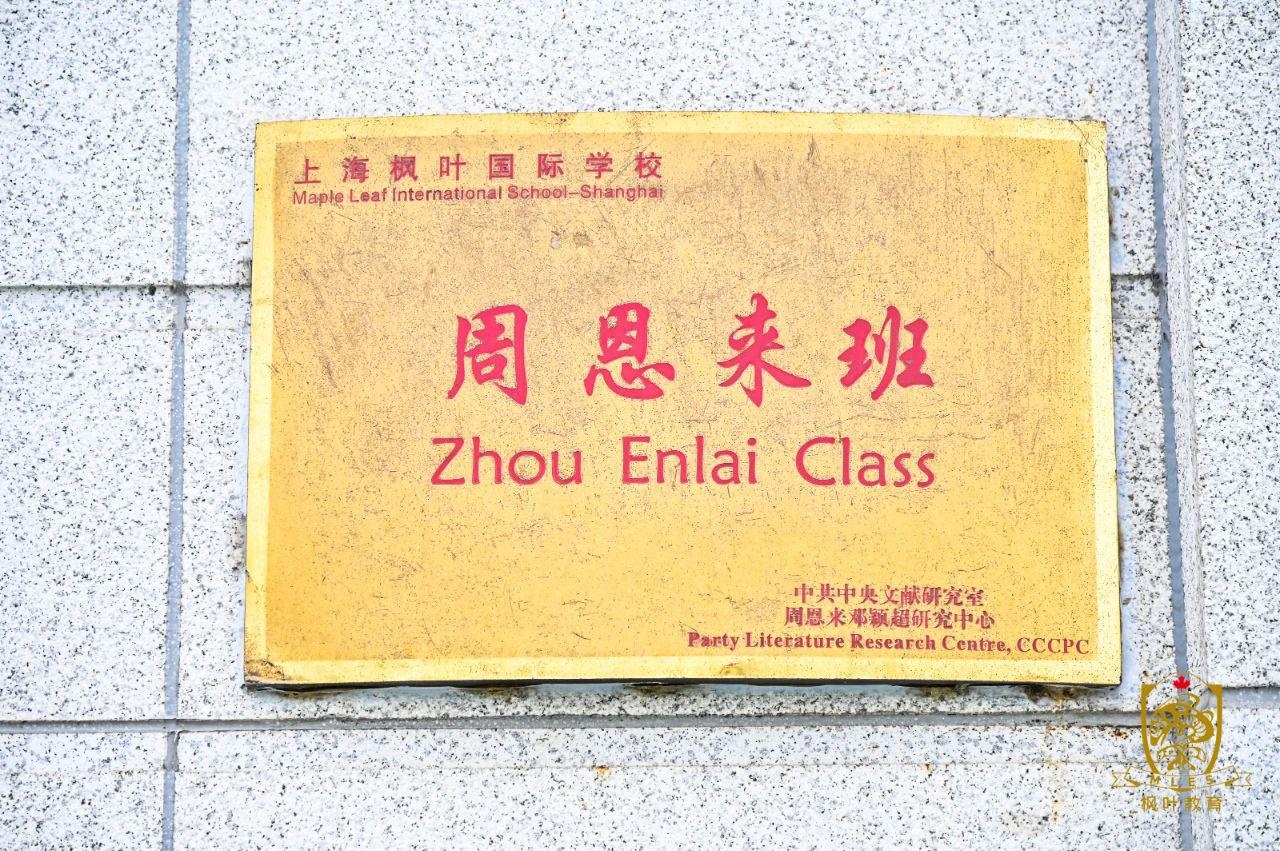 上海枫叶国际学校
Maple Leaf International School-Shanghai
周恩来班
Zhou Enlai Class
中共中央文献研究室
周恩来邓颖超研究中心
Party Literature Research Centre, CCCPC
MLES
枫叶教育